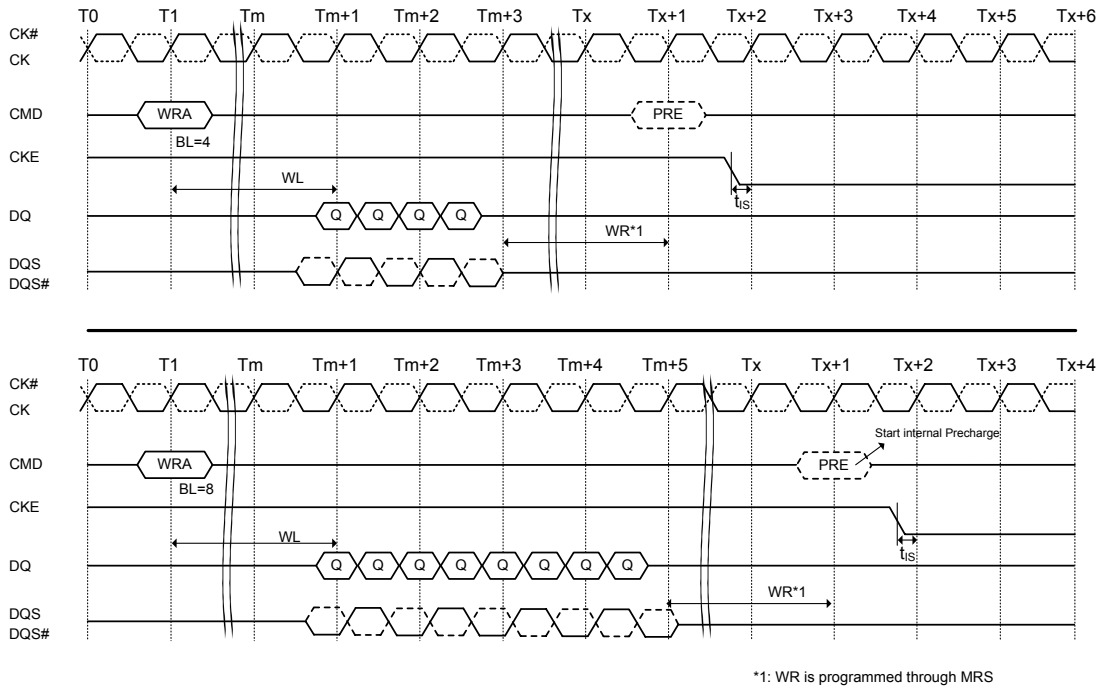 T0 T1 Tm Tm+1 Tm+2 Tm+3 Tx Tx+1 Tx+2 Tx+3 Tx+4 Tx+5 Tx+6
CK#
CK
CMD WRA PRE
BL=4
CKE
WL
tIS
DQ Q Q Q Q
WR*1
DQS
DQS#
T0 T1 Tm Tm+1 Tm+2 Tm+3 Tm+4 Tm+5 Tx Tx+1 Tx+2 Tx+3 Tx+4
CK#
CK
Start internal Precharge
CMD WRA PRE
BL=8
CKE
WL
tIS
DQ Q Q Q Q Q Q Q Q
WR*1
DQS
DQS#
*1: WR is programmed through MRS